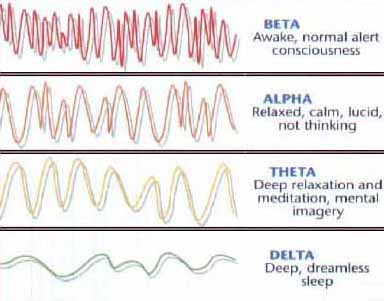 BETA
Awake, normal alert
consciousness
ALPHA
Relaxed, calm, lucid,
not thinking
THETA
Deep relaxation and
meditation, mental
imagery
DELTA
Deep, dreamless
sleep